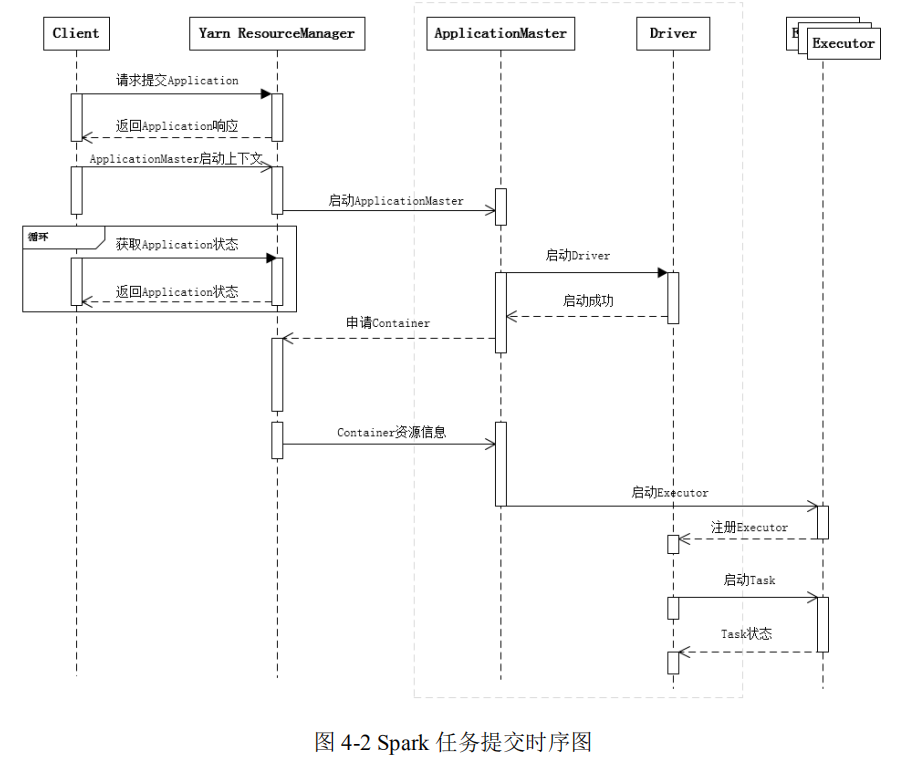 Client
Yarn ResourceManager
ApplicationMaster
Driver
E
Executor
请求提交Application
返回Application响应
ApplicationMaster启动上下文
启动ApplicationMaster
循环
获取Application状态
启动Driver
返回Application状态
启动成功
申请Container
Container资源信息
启动Executor
注册Executor
启动Task
Task状态
图 4-2 Spark 任务提交时序图